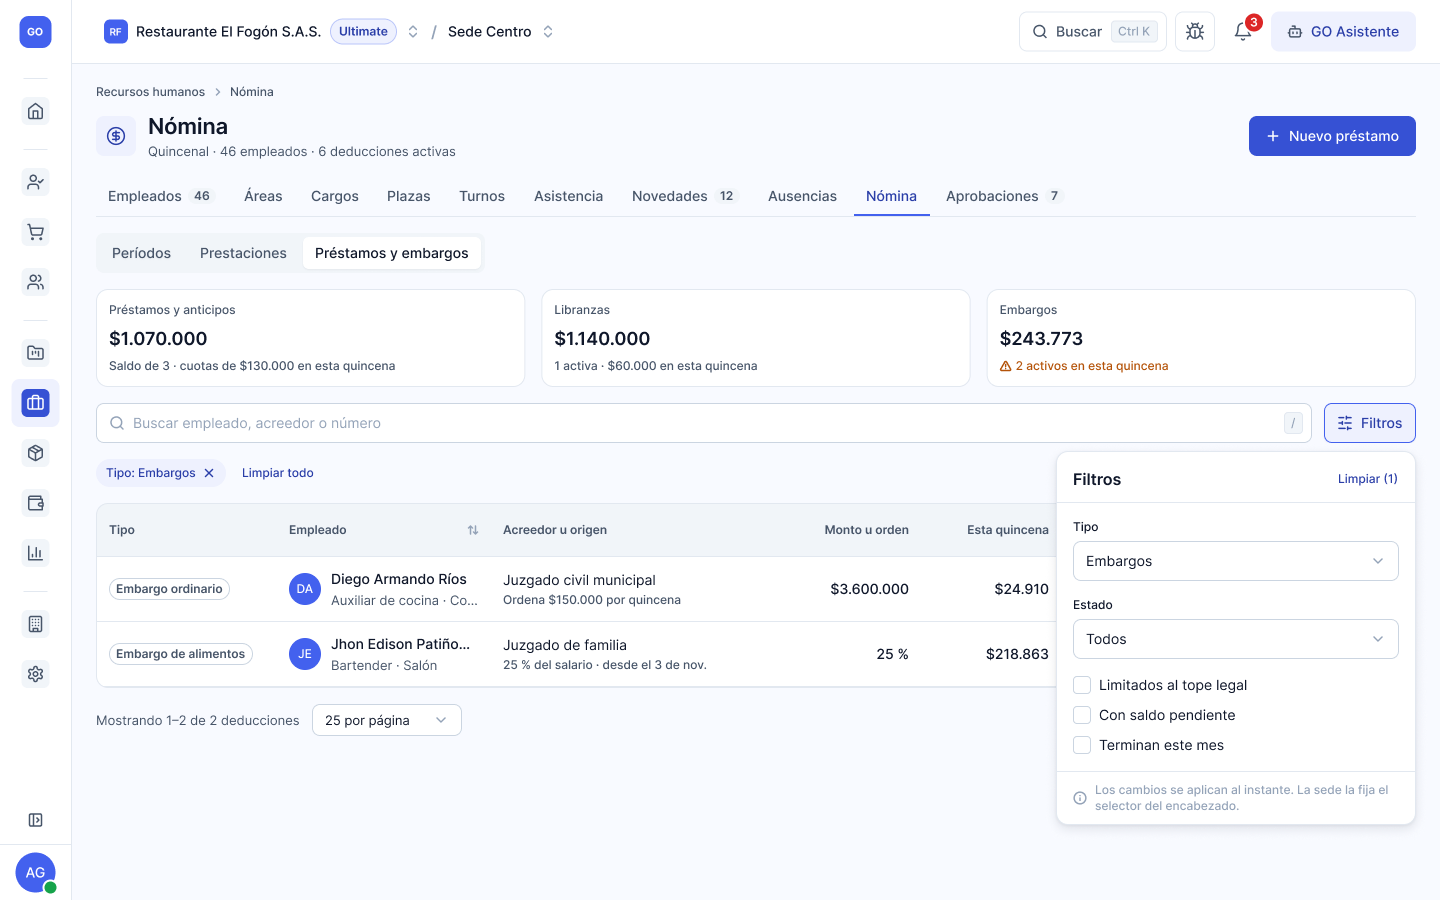 GO
RF Restaurante El Fogón S.A.S. Ultimate / Sede Centro
Buscar Ctrl K
3
GO Asistente
Recursos humanos > Nómina
Nómina
Quincenal · 46 empleados · 6 deducciones activas
+ Nuevo préstamo
Empleados 46 Áreas Cargos Plazas Turnos Asistencia Novedades 12 Ausencias Nómina Aprobaciones 7
Períodos Prestaciones Préstamos y embargos
Préstamos y anticipos
$1.070.000
Saldo de 3 · cuotas de $130.000 en esta quincena
Libranzas
$1.140.000
1 activa · $60.000 en esta quincena
Embargos
$243.773
2 activos en esta quincena
Buscar empleado, acreedor o número /
Filtros
Tipo: Embargos
Limpiar todo
Tipo Empleado Acreedor u origen Monto u orden Esta quincena
Embargo ordinario
DA
Diego Armando Ríos
Auxiliar de cocina · Co...
Juzgado civil municipal
Ordena $150.000 por quincena
$3.600.000
$24.910
Embargo de alimentos
JE
Jhon Edison Patiño...
Bartender · Salón
Juzgado de familia
25 % del salario · desde el 3 de nov.
25 %
$218.863
Mostrando 1–2 de 2 deducciones
25 por página
Filtros
Limpiar (1)
Tipo
Embargos
Estado
Todos
Limitados al tope legal
Con saldo pendiente
Terminan este mes
Los cambios se aplican al instante. La sede la fija el
selector del encabezado.
AG